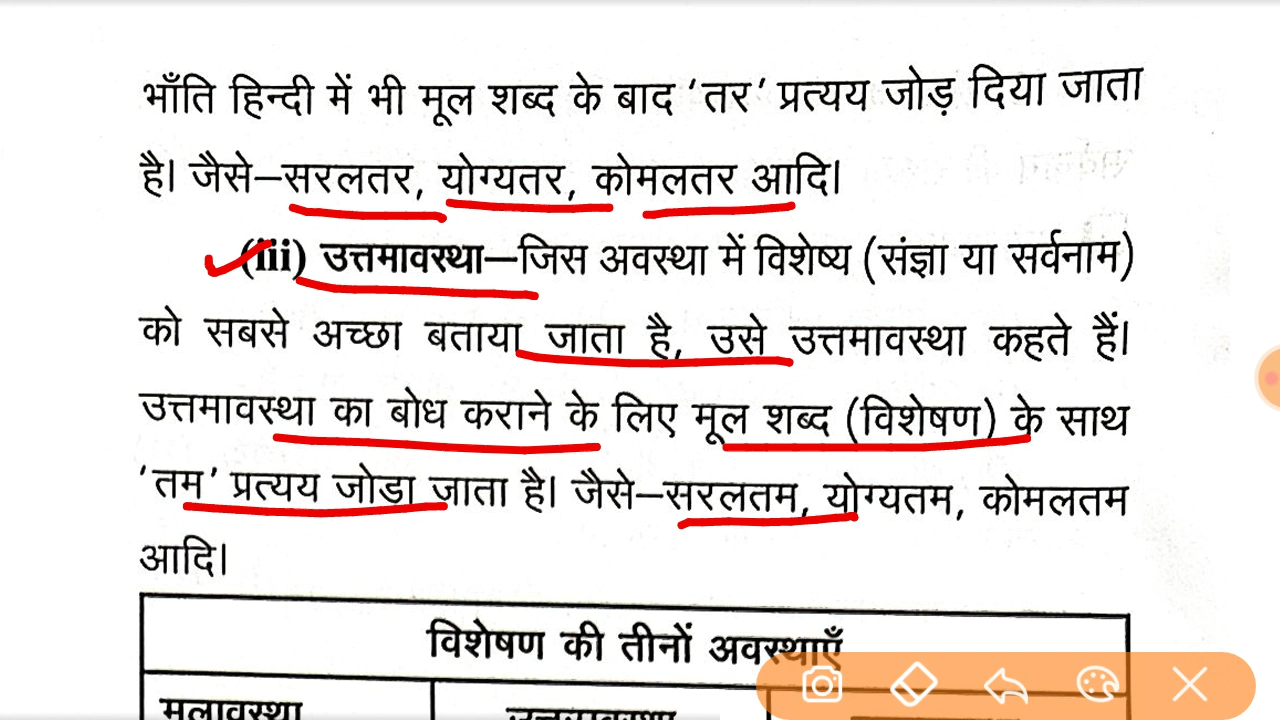 भाँति हिन्दी में भी मूल शब्द के बाद 'तर' प्रत्यय जोड़ दिया जाता
है। जैसे–सरलतर, योग्यतर, कोमलतर आदि।
(iii) उत्तमावस्था–जिस अवस्था में विशेष्य (संज्ञा या सर्वनाम)
को सबसे अच्छा बताया जाता है, उसे उत्तमावस्था कहते हैं।
उत्तमावस्था का बोध कराने के लिए मूल शब्द (विशेषण) के साथ
'तम' प्रत्यय जोडा जाता है। जैसे–सरलतम, योग्यतम, कोमलतम
आदि।
विशेषण की तीनों अवस्थाएँ
मूलावस्था